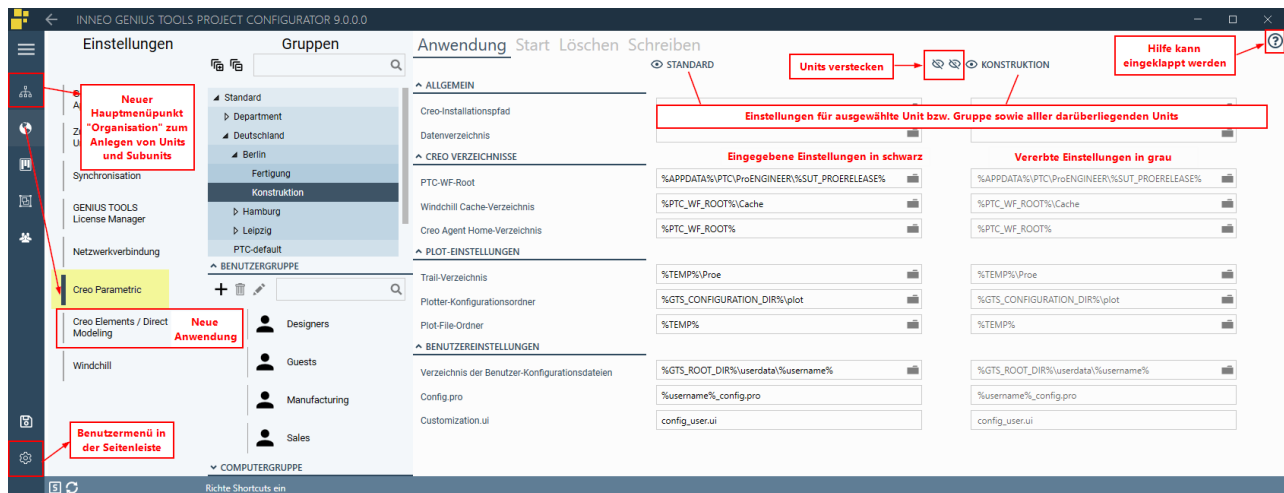 INNEO GENIUS TOOLS PROJECT CONFIGURATOR 9.0.0.0
Einstellungen
Neuer
Hauptmenüpunkt
"Organisation" zum
Anlegen von Units
und Subunits
Synchronisation
GENIUS TOOLS
License Manager
Netzwerkverbindung
Creo Parametric
Creo Elements / Direct
Modeling
Neue
Anwendung
Windchill
Benutzermenü in
der Seitenleiste
Gruppen
Standard
Department
Deutschland
Berlin
Fertigung
Konstruktion
Hamburg
Leipzig
PTC-default
BENUTZERGRUPPE
Designers
Guests
Manufacturing
Sales
COMPUTERGRUPPE
Anwendung Start Löschen Schreiben
STANDARD
Units verstecken
KONSTRUKTION
Hilfe kann
eingeklappt werden
ALLGEMEIN
Creo-Installationspfad
Einstellungen für ausgewählte Unit bzw. Gruppe sowie alller darüberliegenden Units
Datenverzeichnis
CREO VERZEICHNISSE
Eingegebene Einstellungen in schwarz
Vererbte Einstellungen in grau
PTC-WF-Root
%APPDATA%\PTC\ProENGINEER\%SUT_PROERELEASE%
%APPDATA%\PTC\ProENGINEER\%SUT_PROERELEASE%
Windchill Cache-Verzeichnis
%PTC_WF_ROOT%\Cache
%PTC_WF_ROOT%\Cache
Creo Agent Home-Verzeichnis
%PTC_WF_ROOT%
%PTC_WF_ROOT%
PLOT-EINSTELLUNGEN
Trail-Verzeichnis
%TEMP%\Proe
%TEMP%\Proe
Plotter-Konfigurationsordner
%GTS_CONFIGURATION_DIR%\plot
%GTS_CONFIGURATION_DIR%\plot
Plot-File-Ordner
%TEMP%
%TEMP%
BENUTZEREINSTELLUNGEN
Verzeichnis der Benutzer-Konfigurationsdateien
%GTS_ROOT_DIR%\userdata\%username%
%GTS_ROOT_DIR%\userdata\%username%
Config.pro
%username%_config.pro
%username%_config.pro
Customization.ui
config_user.ui
config_user.ui
S
Richte Shortcuts ein